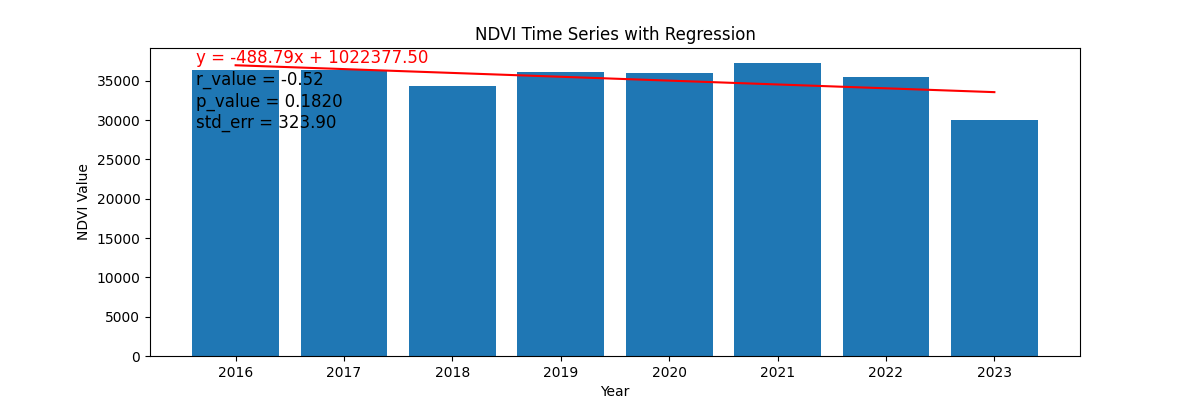 NDVI Time Series with Regression
y = -488.79x + 1022377.50
r_value = -0.52
p_value = 0.1820
std_err = 323.90
NDVI Value
35000
30000
25000
20000
15000
10000
5000
0
2016 2017 2018 2019 2020 2021 2022 2023
Year